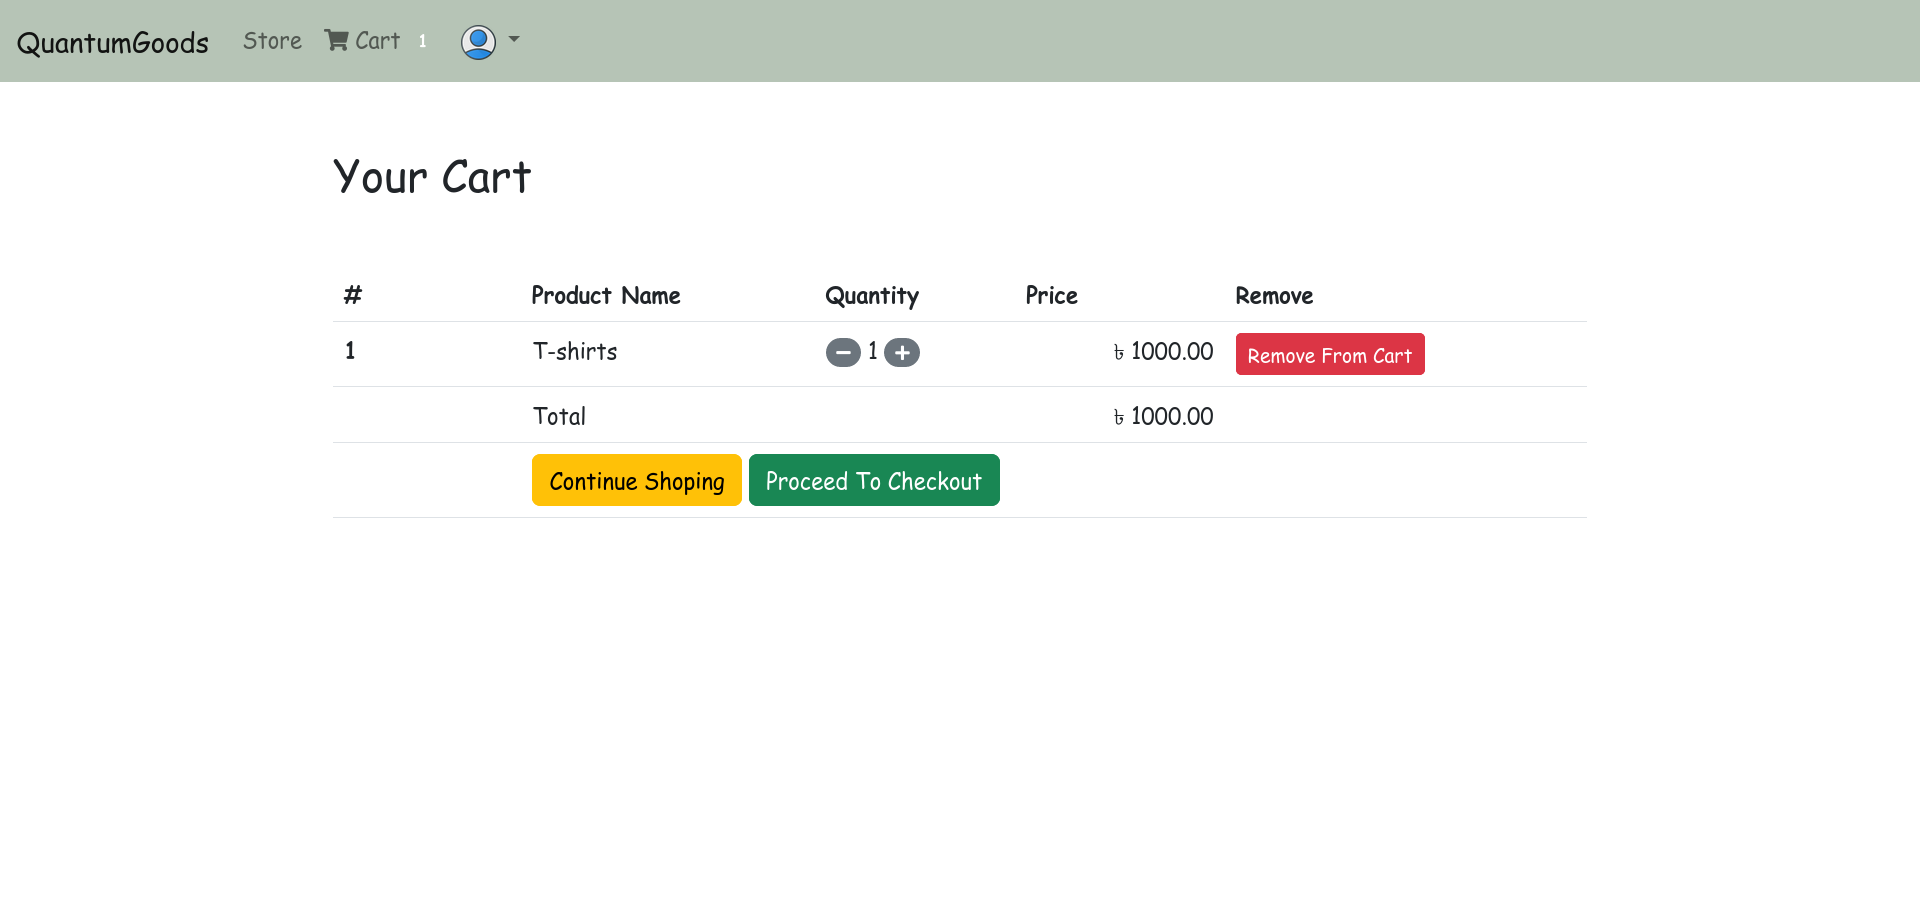 QuantumGoods Store Cart 1
Your Cart
# Product Name Quantity Price Remove
1 T-shirts 1 ৳ 1000.00 Remove From Cart
Total ৳ 1000.00
Continue Shoping Proceed To Checkout